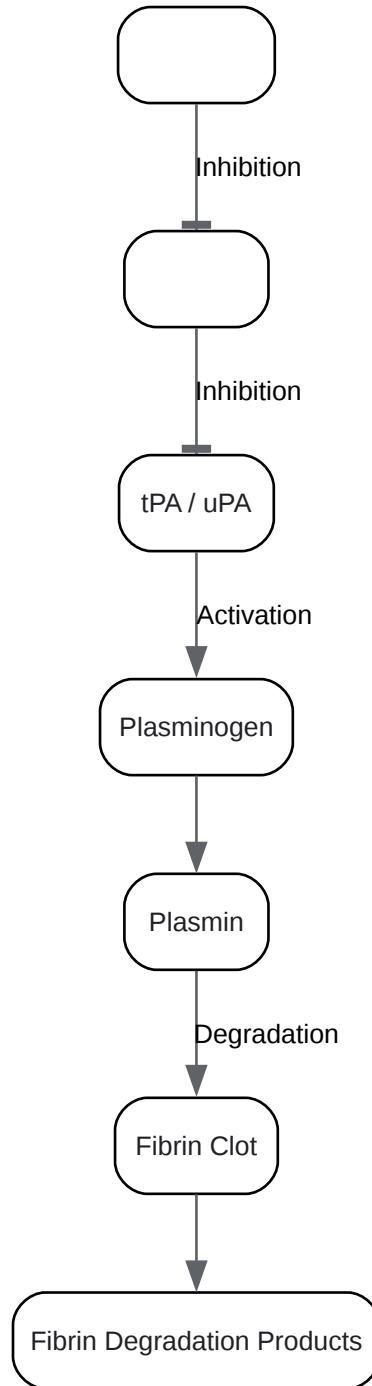 Inhibition
Inhibition
tPA / uPA
Activation
Plasminogen
Plasmin
Degradation
Fibrin Clot
Fibrin Degradation Products